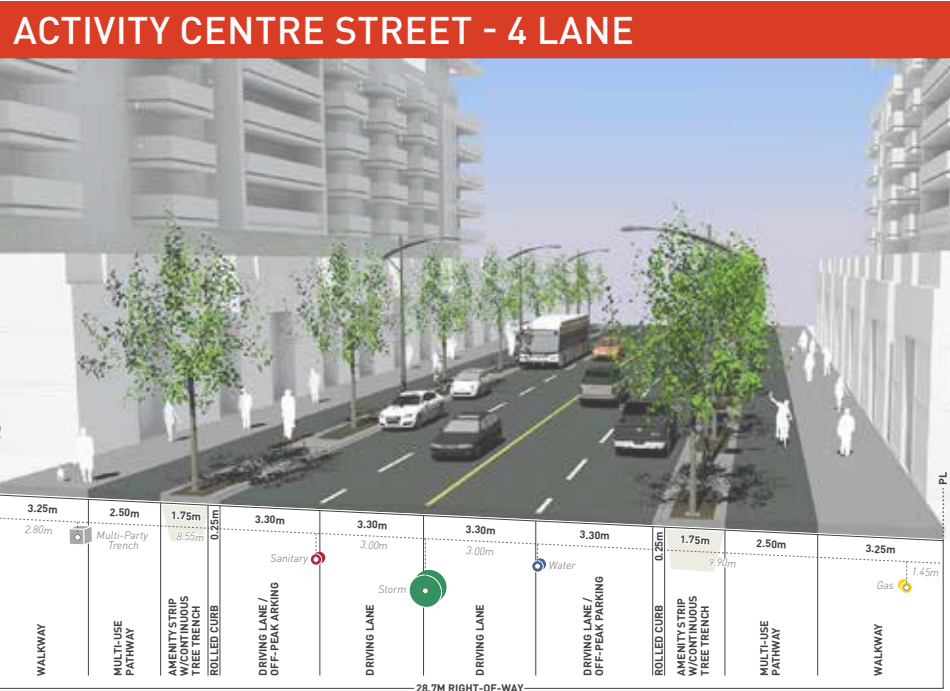 ACTIVITY CENTRE STREET - 4 LANE
PL
3.25m
2.50m
1.75m
0.25m
3.30m
3.30m
3.30m
3.30m
0.25m
1.75m
2.50m
3.25m
2.80m
Multi-Party
Trench
8.55m
Sanitary
3.00m
Storm
3.00m
Water
9.90m
Gas
1.45m
WALKWAY
MULTI-USE
PATHWAY
AMENITY STRIP
W/CONTINUOUS
TREE TRENCH
ROLLED CURB
DRIVING LANE /
OFF-PEAK PARKING
DRIVING LANE
DRIVING LANE
DRIVING LANE /
OFF-PEAK PARKING
ROLLED CURB
AMENITY STRIP
W/CONTINUOUS
TREE TRENCH
MULTI-USE
PATHWAY
WALKWAY
28.7M RIGHT-OF-WAY